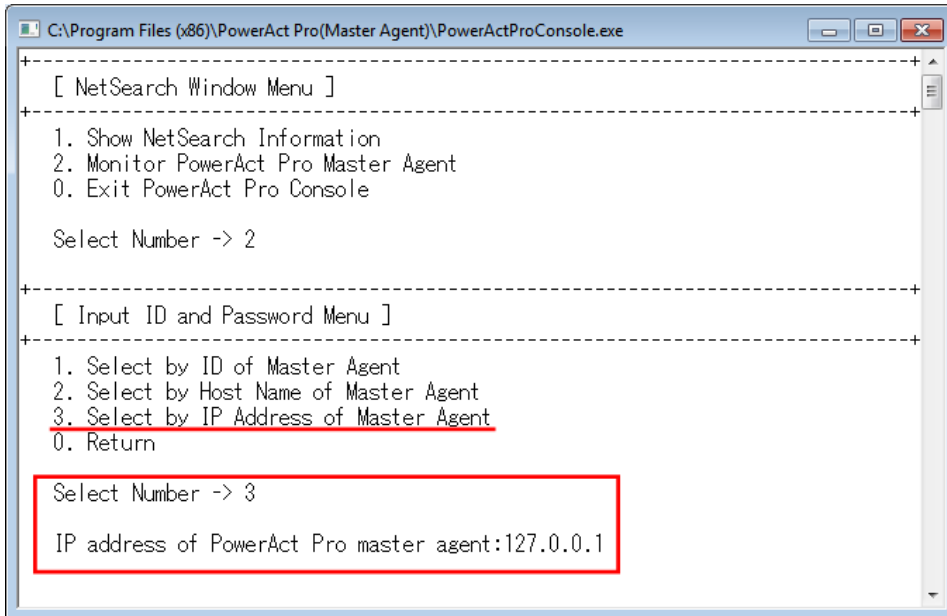 C:\Program Files (x86)\PowerAct Pro(Master Agent)\PowerActProConsole.exe
+------------------------------------------------------------------------------+
[ NetSearch Window Menu ]
+------------------------------------------------------------------------------+
1. Show NetSearch Information
2. Monitor PowerAct Pro Master Agent
0. Exit PowerAct Pro Console
Select Number -> 2
+------------------------------------------------------------------------------+
[ Input ID and Password Menu ]
+------------------------------------------------------------------------------+
1. Select by ID of Master Agent
2. Select by Host Name of Master Agent
3. Select by IP Address of Master Agent
0. Return
Select Number -> 3
IP address of PowerAct Pro master agent:127.0.0.1